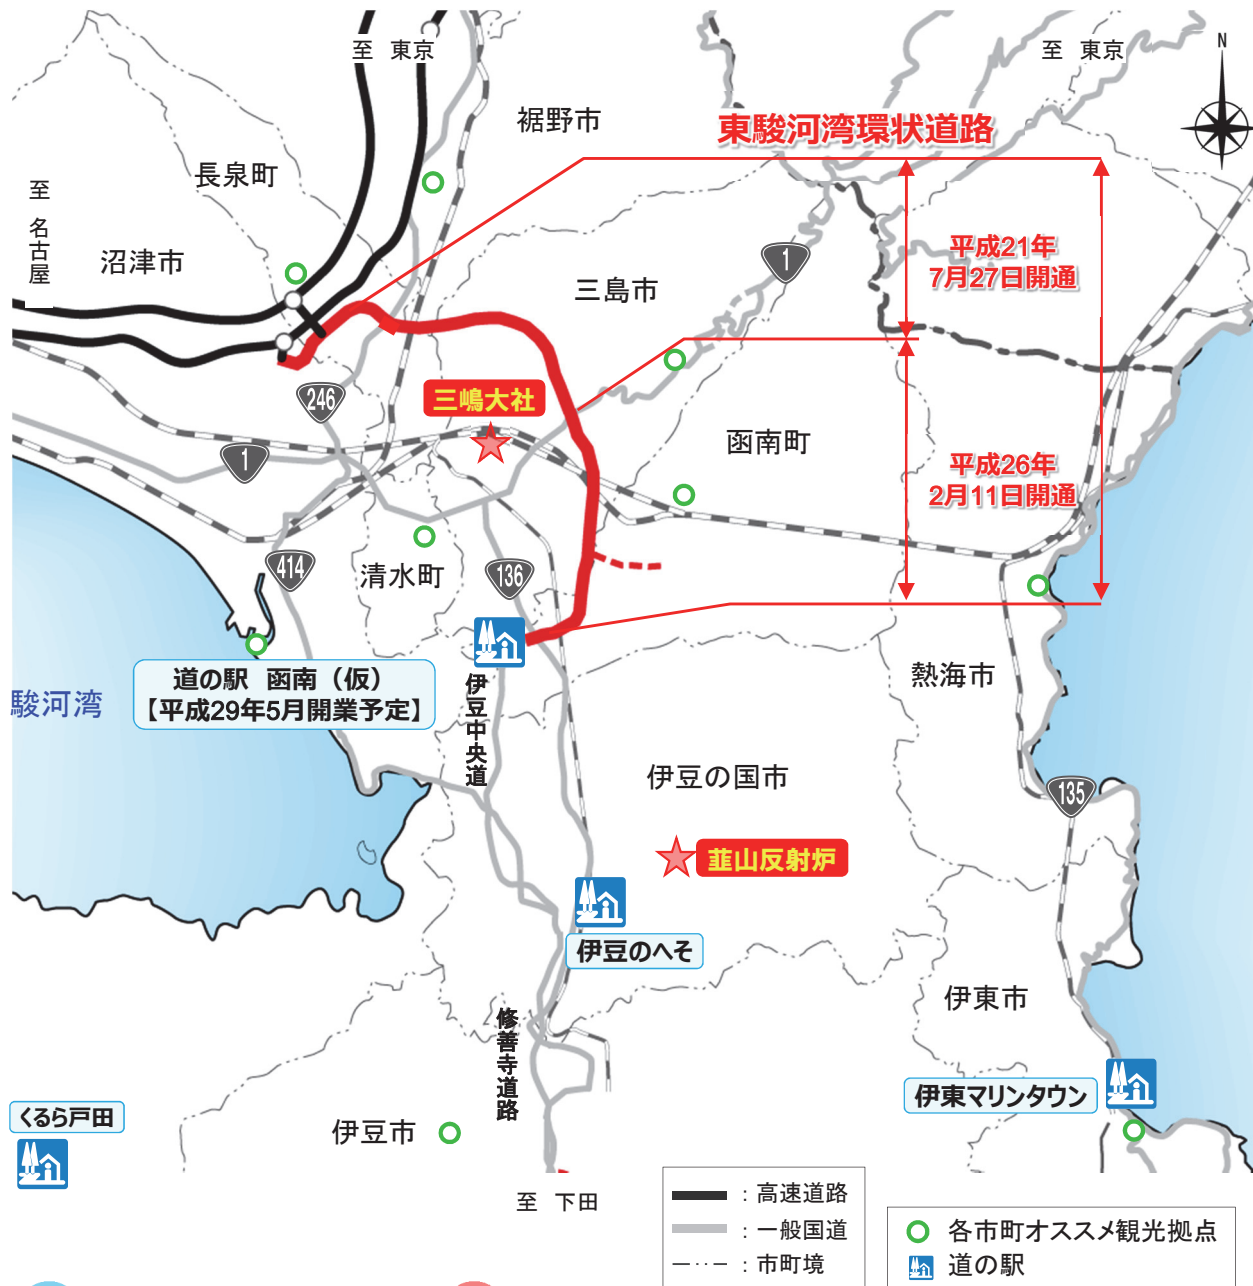 至 東京
至 東京
N
裾野市
東駿河湾環状道路
長泉町
至 名古屋
沼津市
平成21年
7月27日開通
1
三島市
246
三嶋大社
函南町
1
平成26年
2月11日開通
414
清水町
136
道の駅 函南（仮）
【平成29年5月開業予定】
熱海市
駿河湾
伊豆中央道
伊豆の国市
135
韮山反射炉
伊豆のへそ
伊東市
修善寺道路
伊東マリンタウン
くるら戸田
伊豆市
至 下田
：高速道路
：一般国道
：市町境
各市町オススメ観光拠点
道の駅